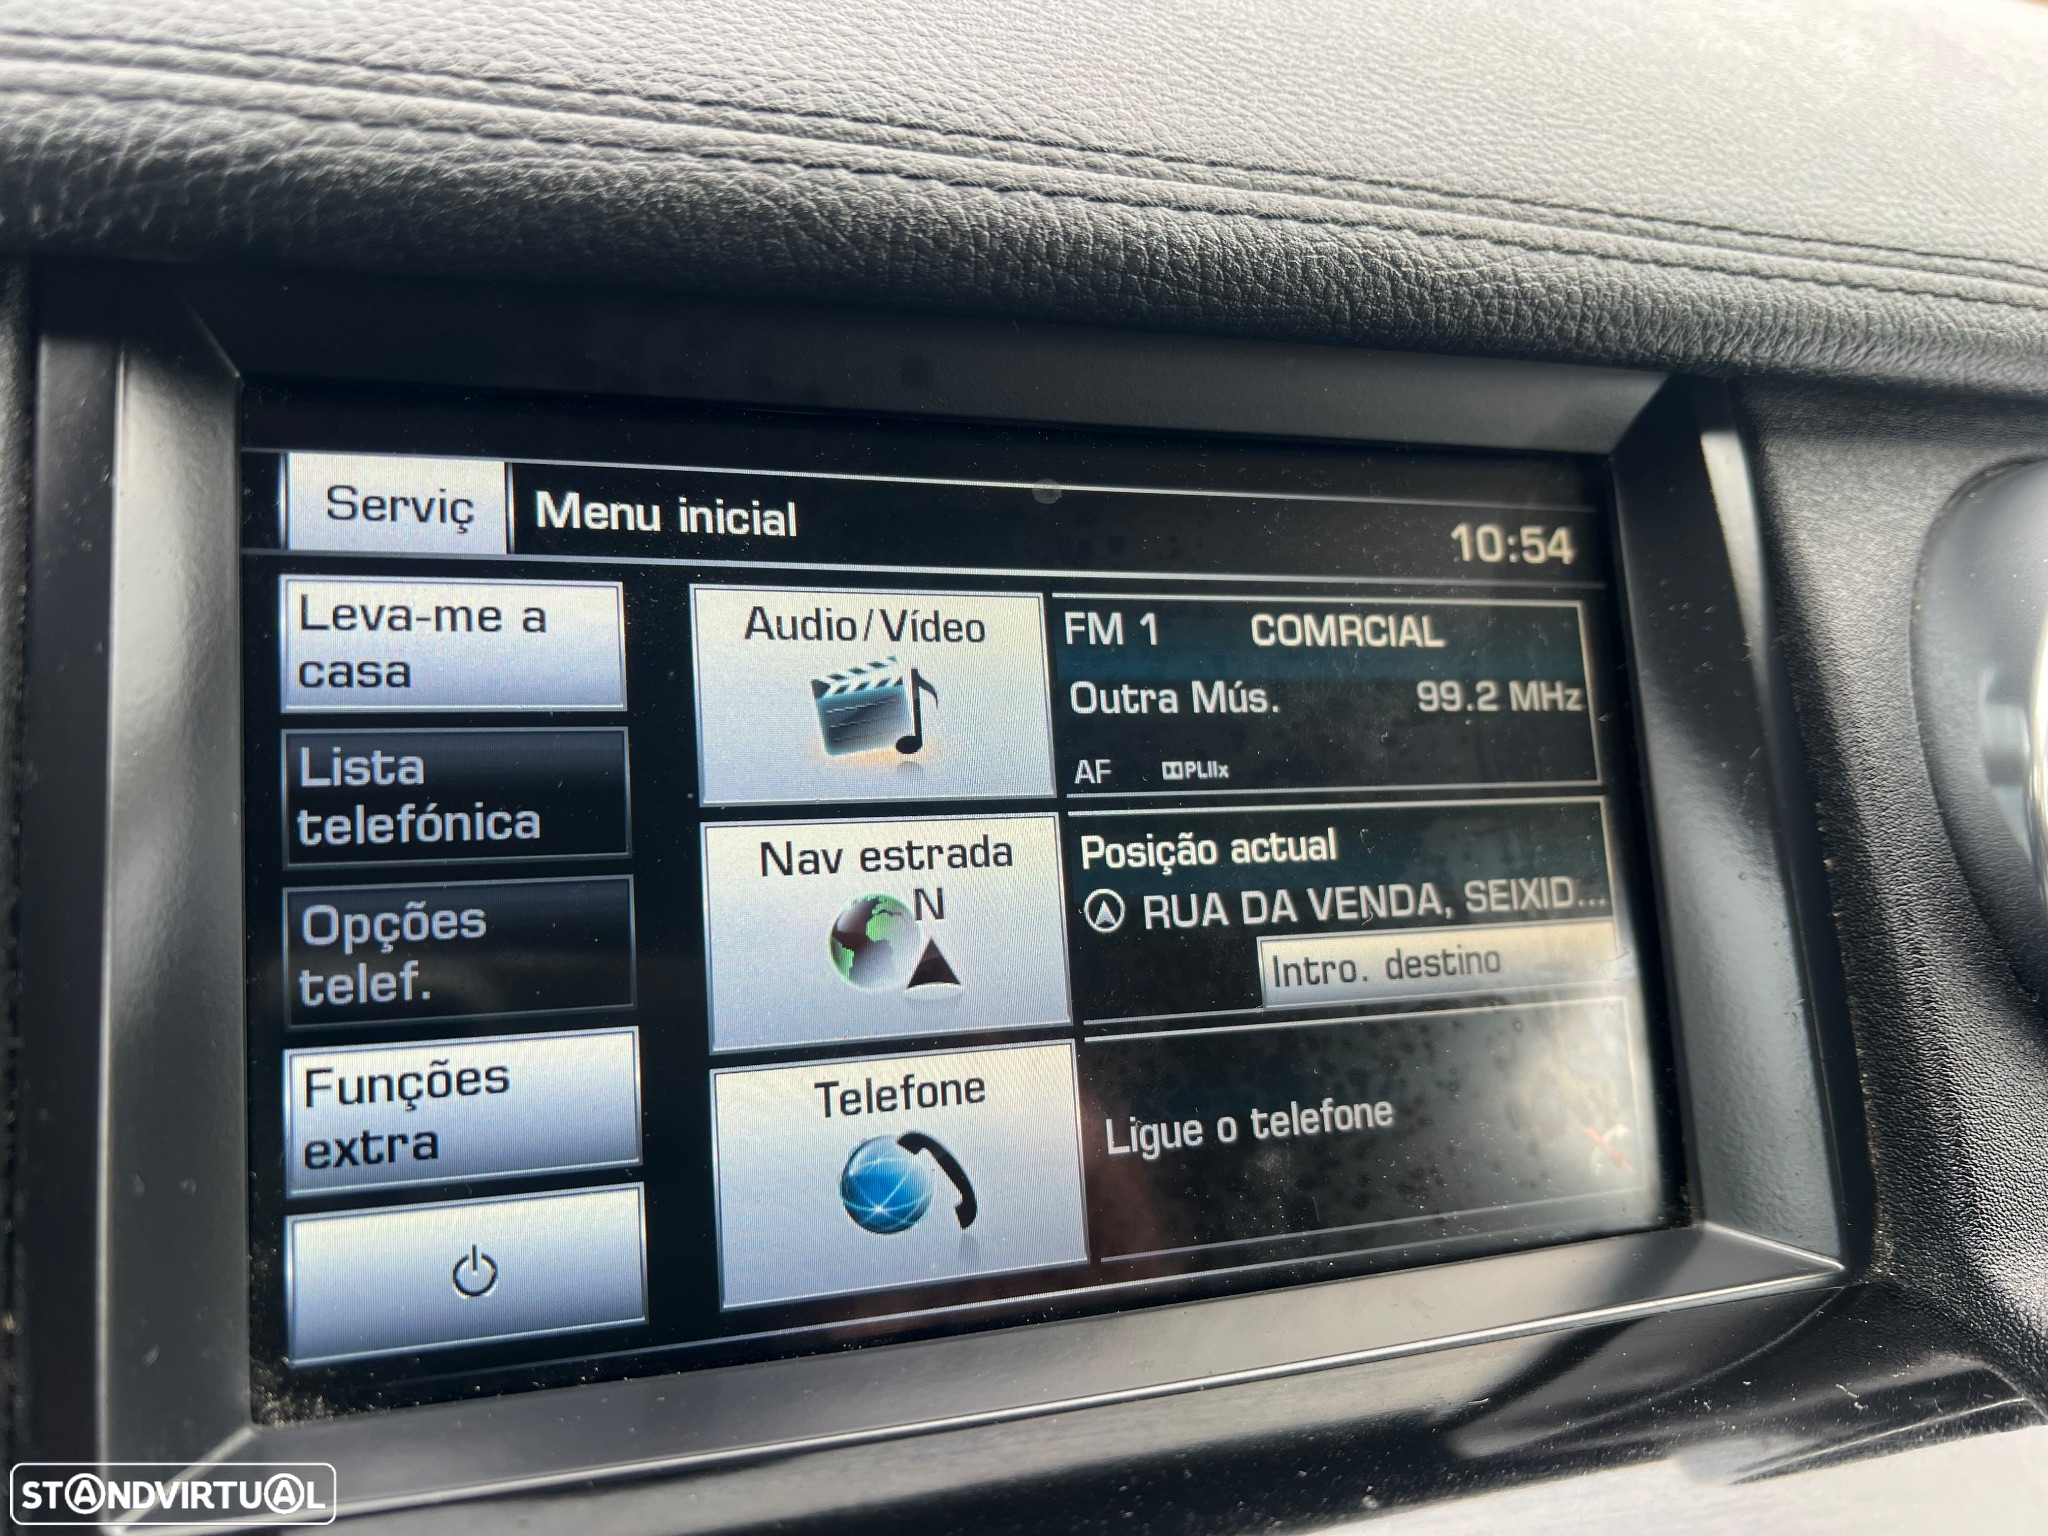 Serviç
Menu inicial
10:54
Leva-me a
casa
Lista
telefónica
Opções
telef.
Funções
extra
Audio/Vídeo
FM 1 COMRCIAL
Outra Mús. 99.2 MHz
AF PLIIx
Nav estrada
N
Posição actual
RUA DA VENDA, SEIXID...
Intro. destino
Telefone
Ligue o telefone
STANDVIRTUAL